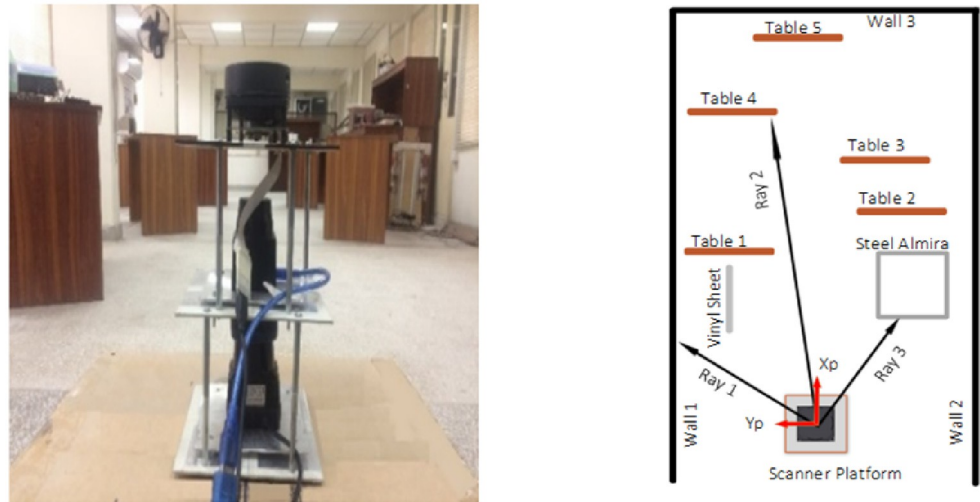 Table 5
Wall 3
Table 4
Table 3
Ray 2
Table 2
Table 1
Steel Almira
Vinyl Sheet
Xp
Ray 1
Ray 3
Yp
Wall 1
Wall 2
Scanner Platform